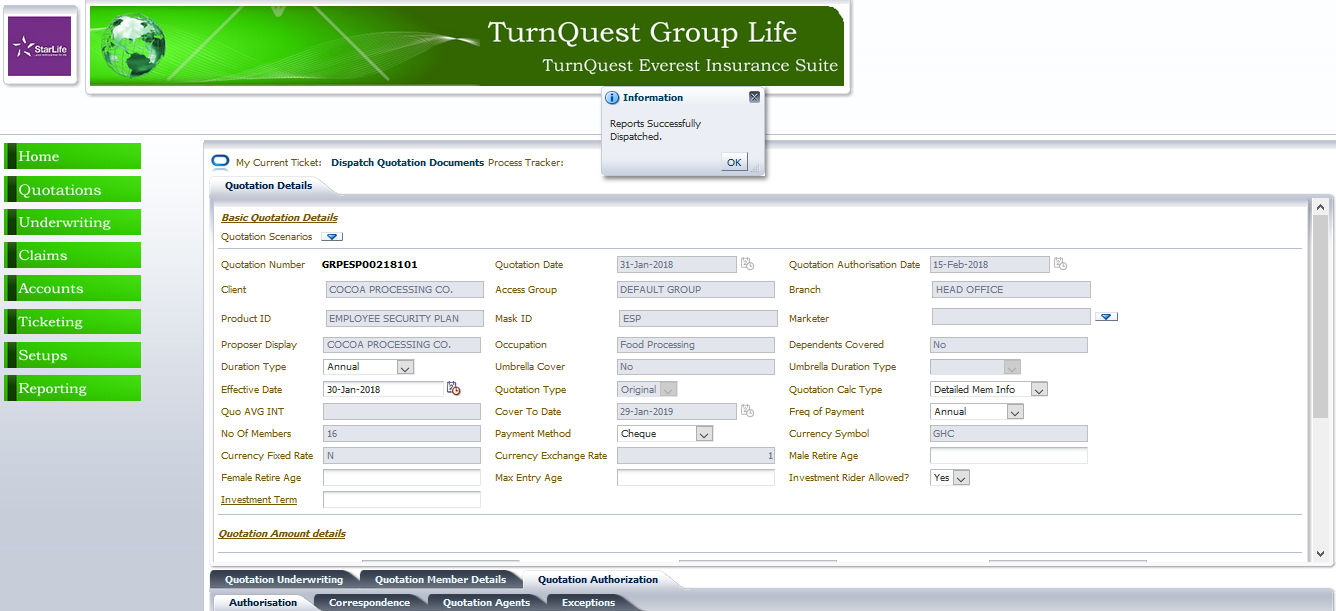 StarLife
TurnQuest Group Life
TurnQuest Everest Insurance Suite
Information
Reports Successfully
Dispatched.
OK
Home
Quotations
Underwriting
Claims
Accounts
Ticketing
Setups
Reporting
My Current Ticket: Dispatch Quotation Documents Process Tracker:
Quotation Details
Basic Quotation Details
Quotation Scenarios
Quotation Number GRPESP00218101 Quotation Date 31-Jan-2018 Quotation Authorisation Date 15-Feb-2018
Client COCOA PROCESSING CO. Access Group DEFAULT GROUP Branch HEAD OFFICE
Product ID EMPLOYEE SECURITY PLAN Mask ID ESP Marketer
Proposer Display COCOA PROCESSING CO. Occupation Food Processing Dependents Covered No
Duration Type Annual Umbrella Cover No Umbrella Duration Type
Effective Date 30-Jan-2018 Quotation Type Original Quotation Calc Type Detailed Mem Info
Quo AVG INT Cover To Date 29-Jan-2019 Freq of Payment Annual
No Of Members 16 Payment Method Cheque Currency Symbol GHC
Currency Fixed Rate N Currency Exchange Rate 1 Male Retire Age
Female Retire Age Max Entry Age Investment Rider Allowed? Yes
Investment Term
Quotation Amount details
Quotation Underwriting Quotation Member Details Quotation Authorization
Authorisation Correspondence Quotation Agents Exceptions